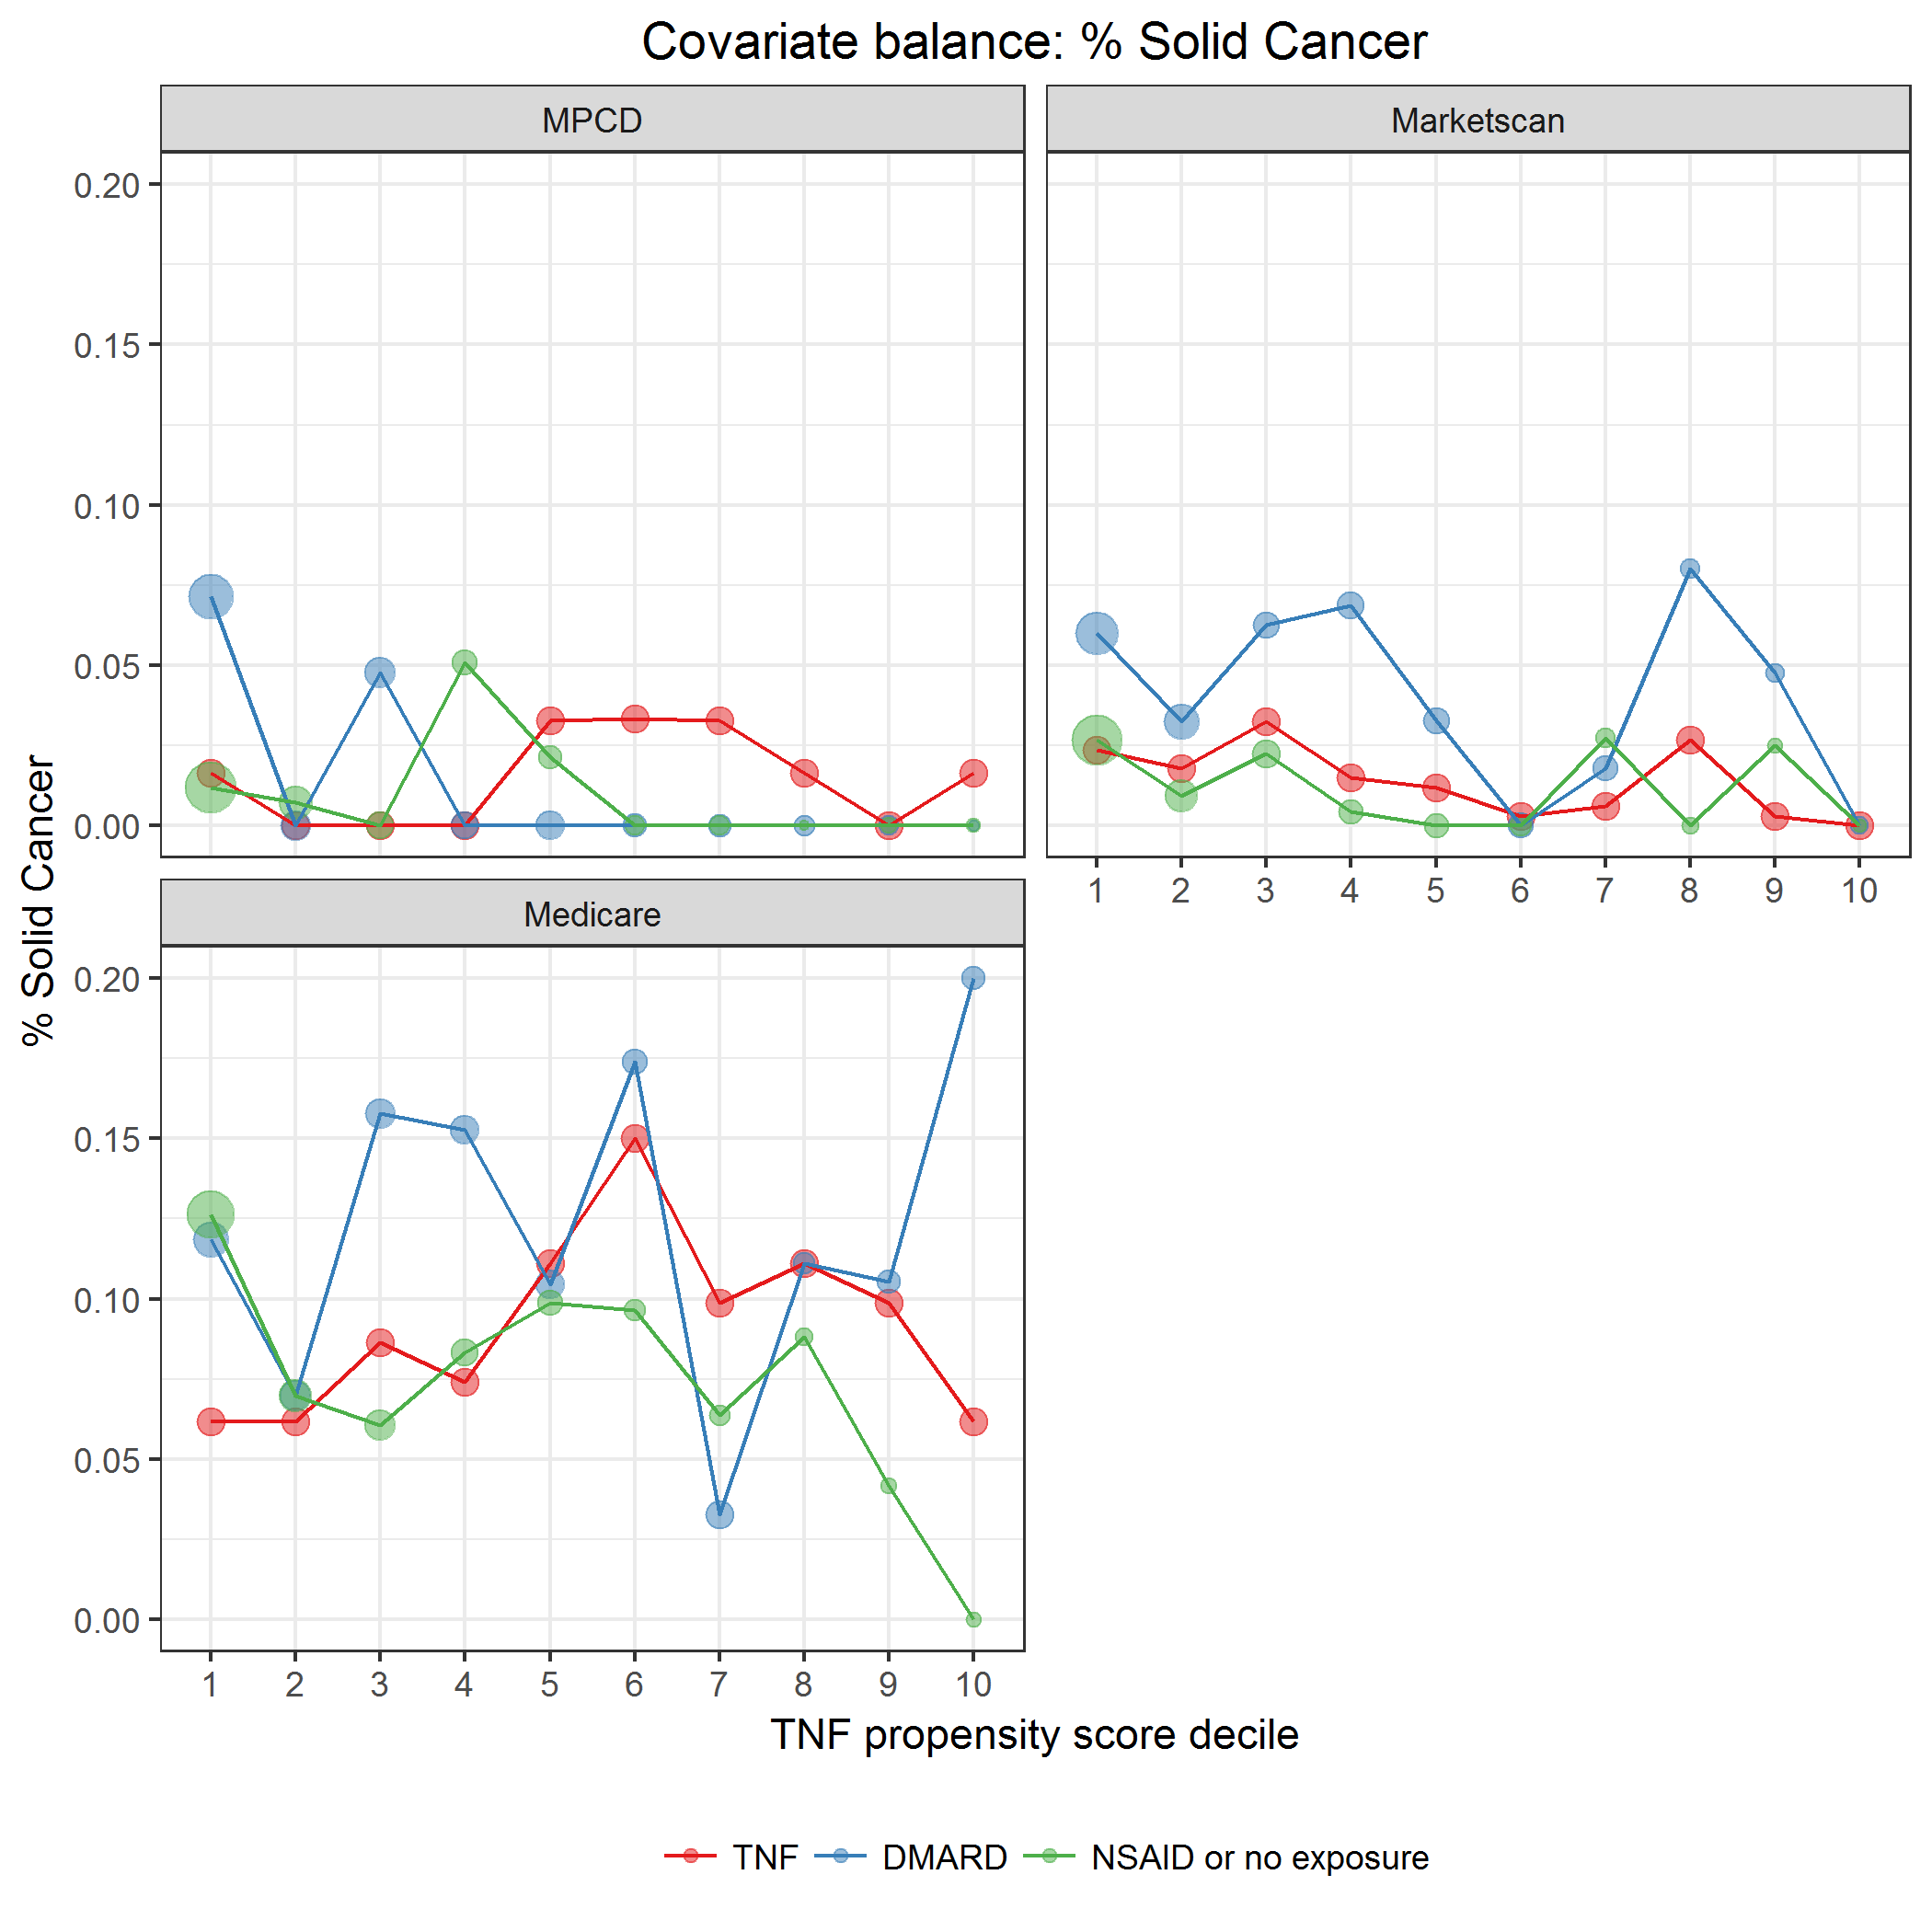 Covariate balance: % Solid Cancer
MPCD
Marketscan
0.20
0.15
0.10
0.05
0.00
1 2 3 4 5 6 7 8 9 10
Medicare
0.20
0.15
0.10
0.05
0.00
1 2 3 4 5 6 7 8 9 10
% Solid Cancer
TNF propensity score decile
TNF DMARD NSAID or no exposure